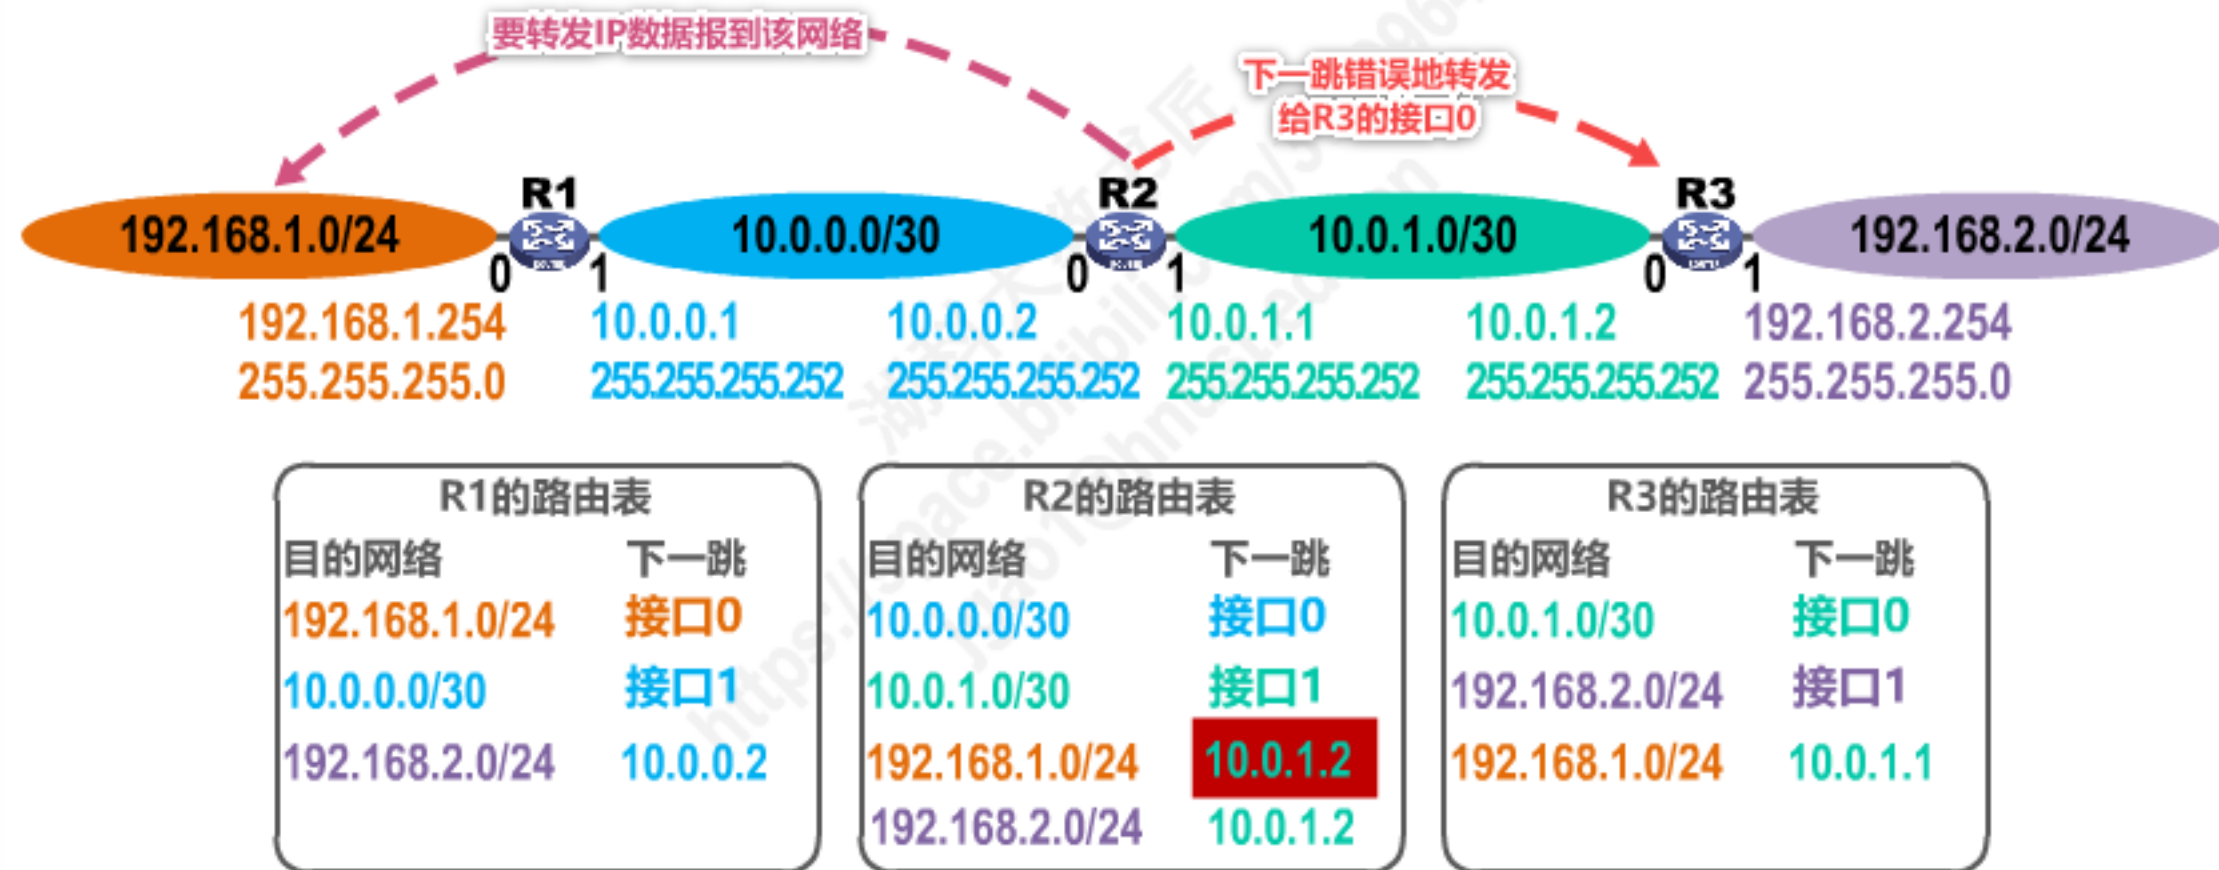 要转发IP数据报到该网络
下一跳错误地转发
给R3的接口0
R1
R2
R3
192.168.1.0/24
10.0.0.0/30
10.0.1.0/30
192.168.2.0/24
0
1
0
1
0
1
192.168.1.254
10.0.0.1
10.0.0.2
10.0.1.1
10.0.1.2
192.168.2.254
255.255.255.0
255.255.255.252
255.255.255.252
255.255.255.252
255.255.255.252
255.255.255.0
R1的路由表
目的网络 下一跳
192.168.1.0/24 接口0
10.0.0.0/30 接口1
192.168.2.0/24 10.0.0.2
R2的路由表
目的网络 下一跳
10.0.0.0/30 接口0
10.0.1.0/30 接口1
192.168.1.0/24 10.0.1.2
192.168.2.0/24 10.0.1.2
R3的路由表
目的网络 下一跳
10.0.1.0/30 接口0
192.168.2.0/24 接口1
192.168.1.0/24 10.0.1.1